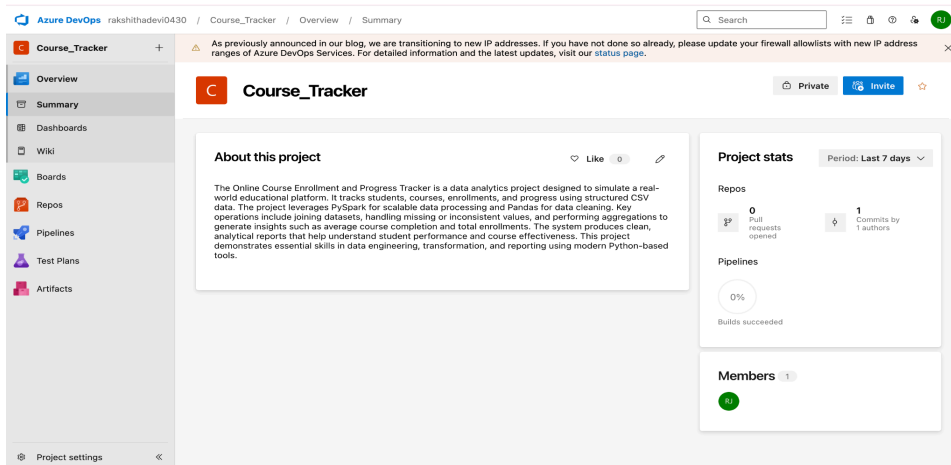 Azure DevOps rakshithadevi0430 / Course_Tracker / Overview / Summary
Search
RJ
C Course_Tracker +
As previously announced in our blog, we are transitioning to new IP addresses. If you have not done so already, please update your firewall allowlists with new IP address
ranges of Azure DevOps Services. For detailed information and the latest updates, visit our status page.
Overview
Summary
Dashboards
Wiki
Boards
Repos
Pipelines
Test Plans
Artifacts
Project settings
C Course_Tracker
Private
Invite
About this project
Like 0
The Online Course Enrollment and Progress Tracker is a data analytics project designed to simulate a real-
world educational platform. It tracks students, courses, enrollments, and progress using structured CSV
data. The project leverages PySpark for scalable data processing and Pandas for data cleaning. Key
operations include joining datasets, handling missing or inconsistent values, and performing aggregations to
generate insights such as average course completion and total enrollments. The system produces clean,
analytical reports that help understand student performance and course effectiveness. This project
demonstrates essential skills in data engineering, transformation, and reporting using modern Python-based
tools.
Project stats
Period: Last 7 days
Repos
0
Pull
requests
opened
1
Commits by
1 authors
Pipelines
0%
Builds succeeded
Members 1
RJ